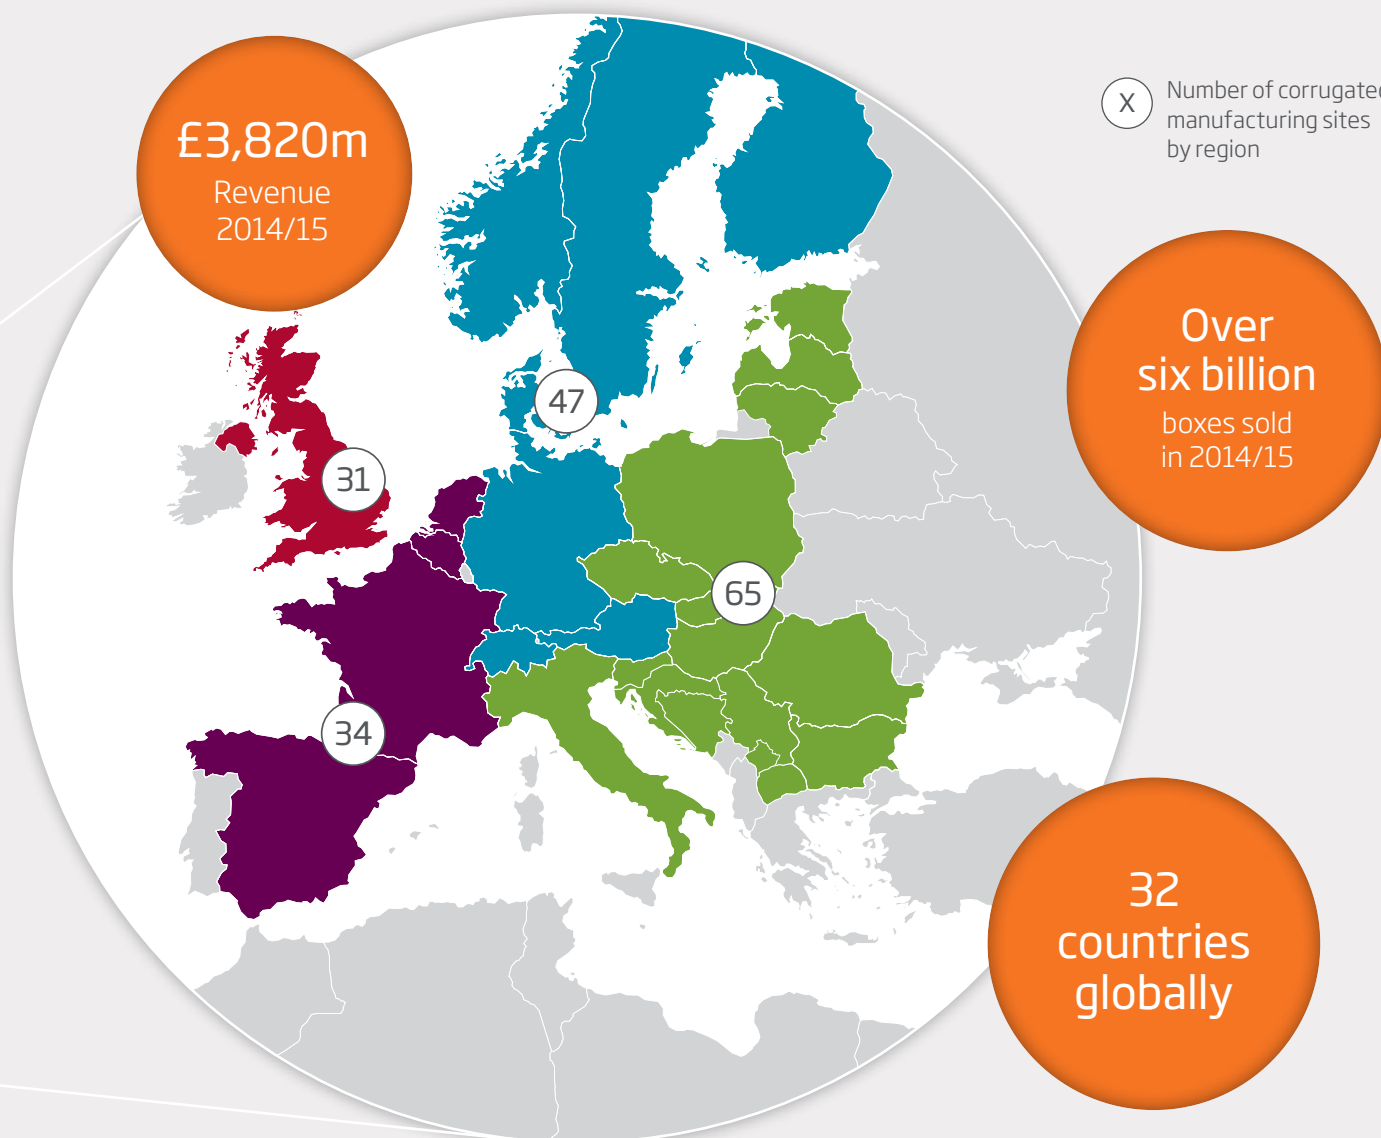 £3,820m
Revenue
2014/15
X
Number of corrugated
manufacturing sites
by region
Over
six billion
boxes sold
in 2014/15
47
31
65
34
32
countries
globally